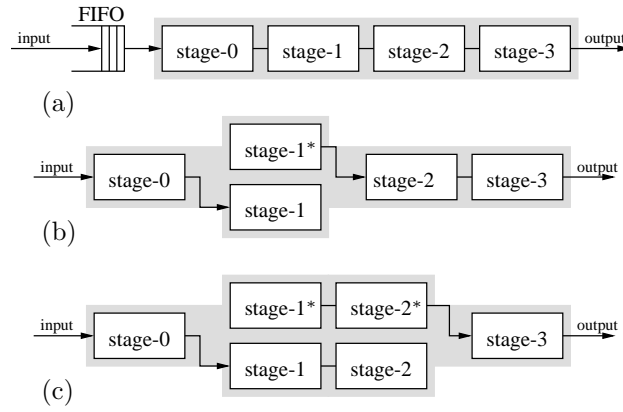 FIFO
input stage-0 stage-1 stage-2 stage-3 output
(a)
stage-1*
input stage-0 stage-2 stage-3 output
stage-1
(b)
stage-1* stage-2*
input stage-0 stage-3 output
stage-1 stage-2
(c)